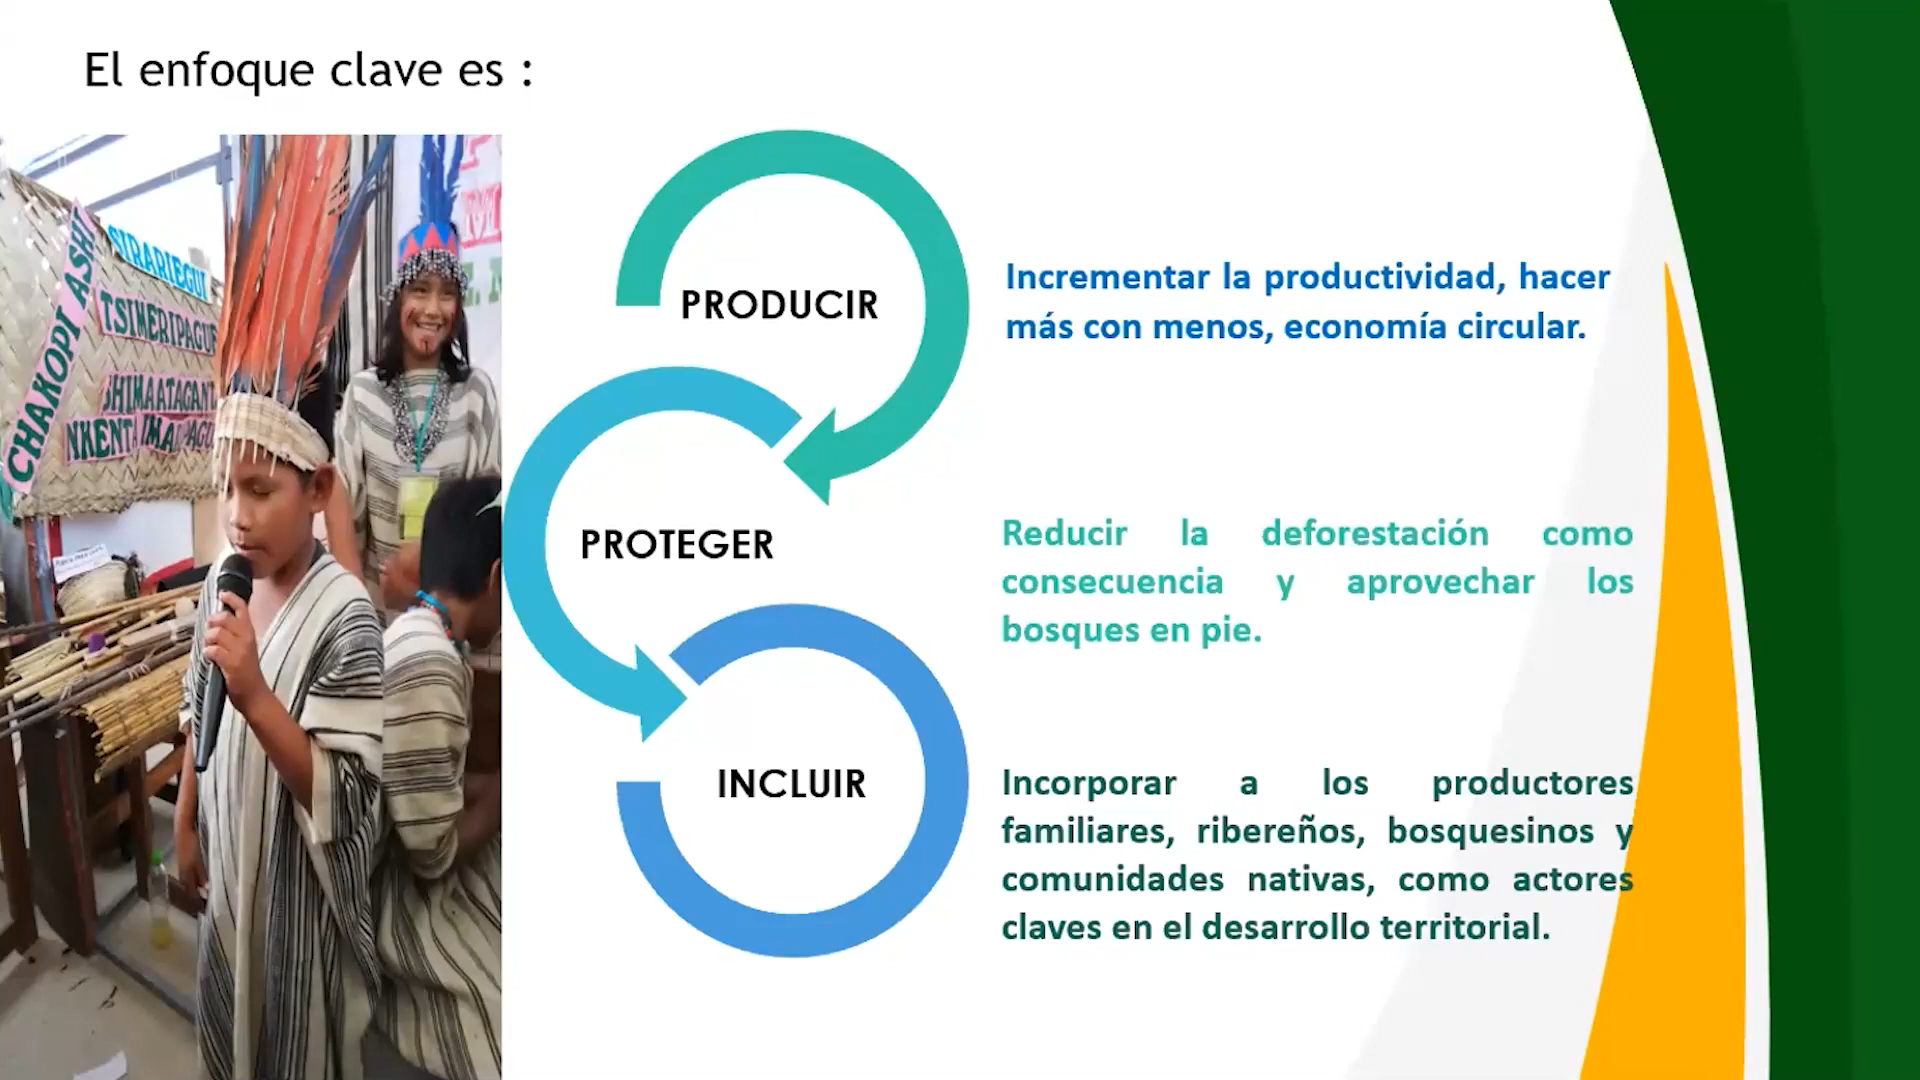 El enfoque clave es :
SIRARIEGUI
CHAKOPI ASHI
PRODUCIR
Incrementar la productividad, hacer
más con menos, economía circular.
PROTEGER
Reducir la deforestación como
consecuencia y aprovechar los
bosques en pie.
INCLUIR
Incorporar a los productores
familiares, ribereños, bosquesinos y
comunidades nativas, como actores
claves en el desarrollo territorial.